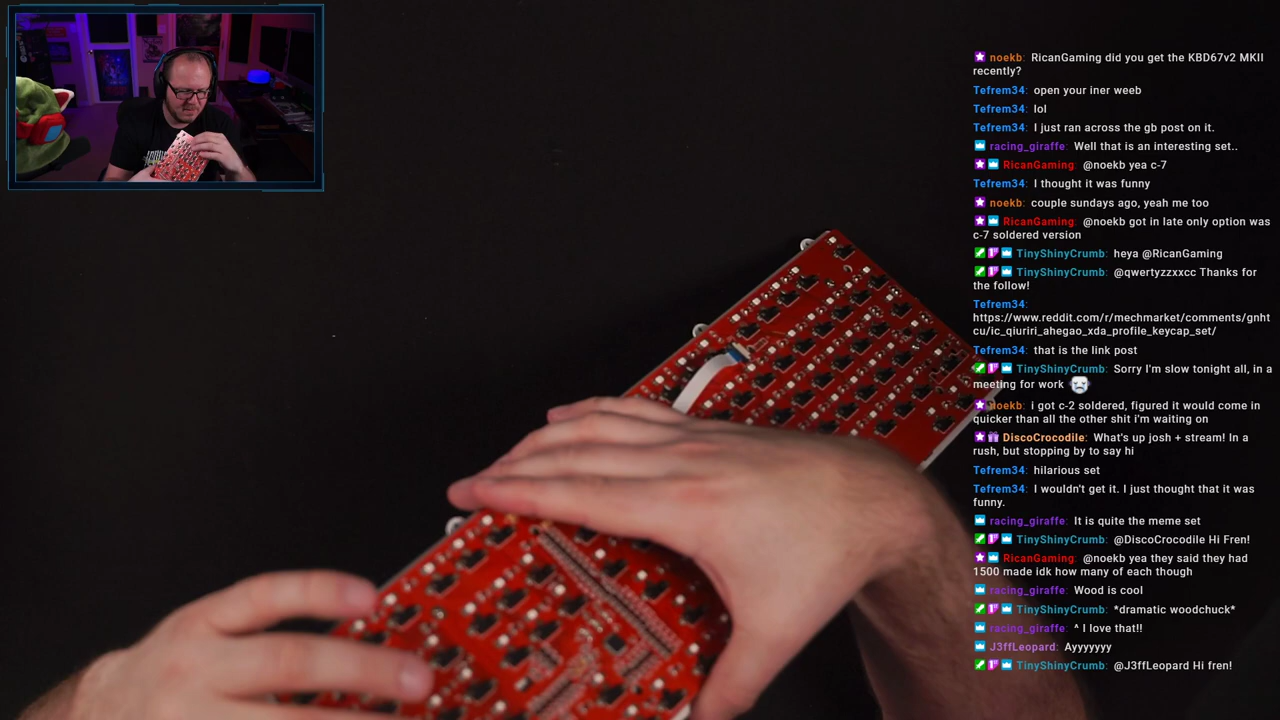 noekb: RicanGaming did you get the KBD67v2 MKII
recently?
Tefrem34: open your iner weeb
Tefrem34: lol
Tefrem34: I just ran across the gb post on it.
racing_giraffe: Well that is an interesting set..
RicanGaming: @noekb yea c-7
Tefrem34: I thought it was funny
noekb: couple sundays ago, yeah me too
RicanGaming: @noekb got in late only option was
c-7 soldered version
TinyShinyCrumb: heya @RicanGaming
TinyShinyCrumb: @qwertyzzxxcc Thanks for
the follow!
Tefrem34:
https://www.reddit.com/r/mechmarket/comments/gnht
cu/ic_qiuriri_ahegao_xda_profile_keycap_set/
Tefrem34: that is the link post
TinyShinyCrumb: Sorry I'm slow tonight all, in a
meeting for work
noekb: i got c-2 soldered, figured it would come in
quicker than all the other shit i'm waiting on
DiscoCrocodile: What's up josh + stream! In a
rush, but stopping by to say hi
Tefrem34: hilarious set
Tefrem34: I wouldn't get it. I just thought that it was
funny.
racing_giraffe: It is quite the meme set
TinyShinyCrumb: @DiscoCrocodile Hi Fren!
RicanGaming: @noekb yea they said they had
1500 made idk how many of each though
racing_giraffe: Wood is cool
TinyShinyCrumb: *dramatic woodchuck*
racing_giraffe: ^ I love that!!
J3ffLeopard: Ayyyyyyy
TinyShinyCrumb: @J3ffLeopard Hi fren!